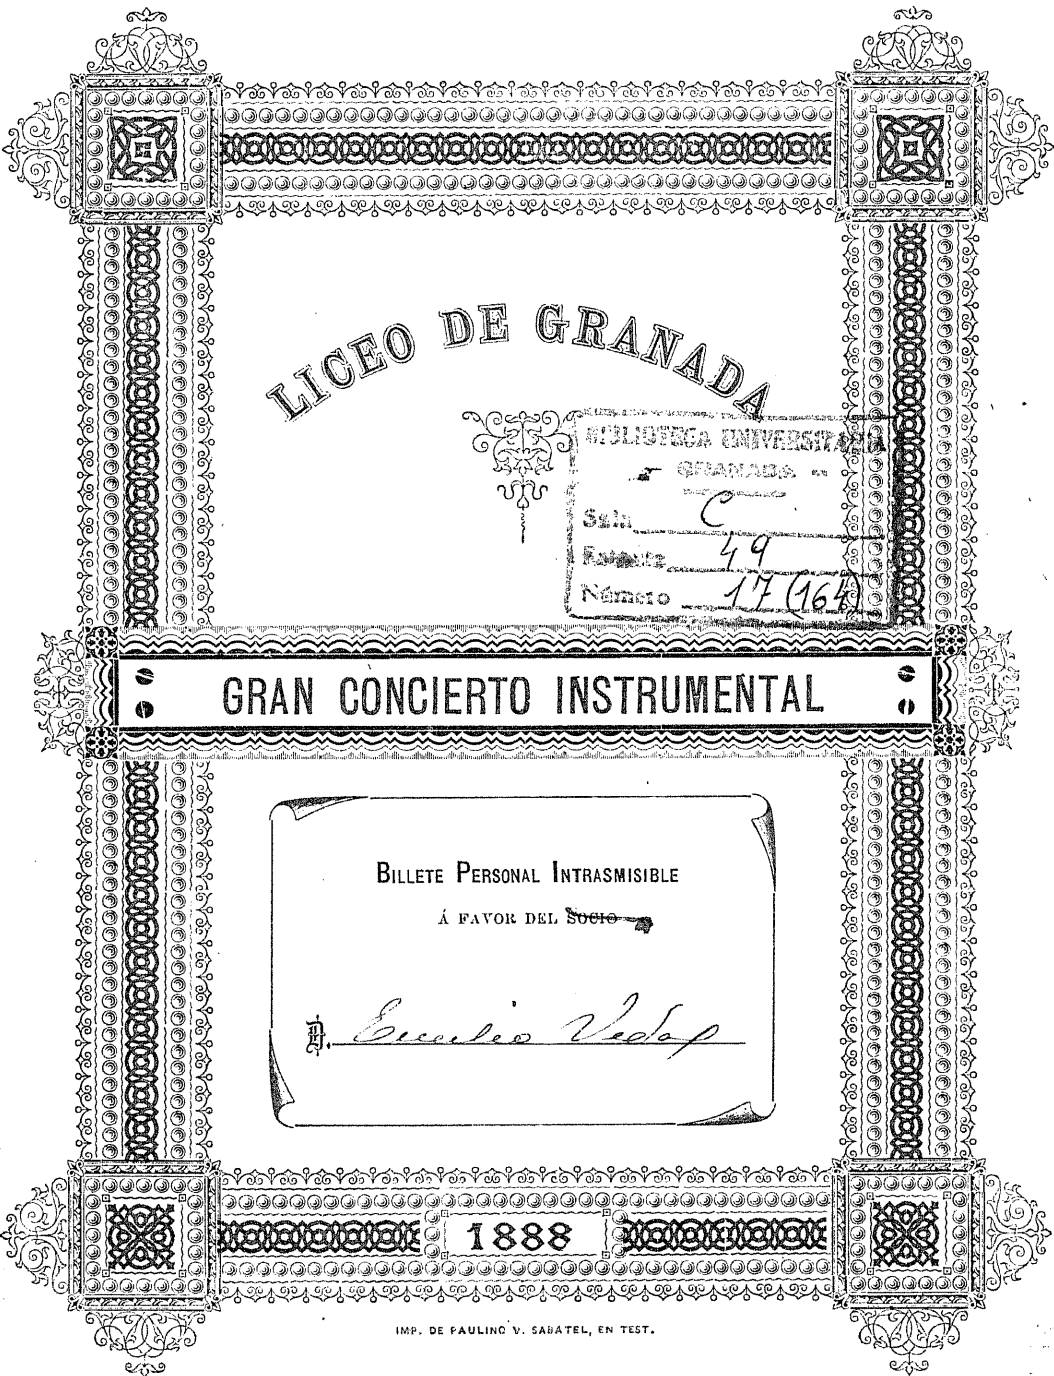 LICEO DE GRANADA
BIBLIOTECA UNIVERSITARIA
GRANADA
Sala C
Estante 49
Número 17 (164)
GRAN CONCIERTO INSTRUMENTAL
BILLETE PERSONAL INTRASMISIBLE
Á FAVOR DEL SOCIO
D.
1888
IMP. DE PAULINO V. SABATEL, EN TEST.